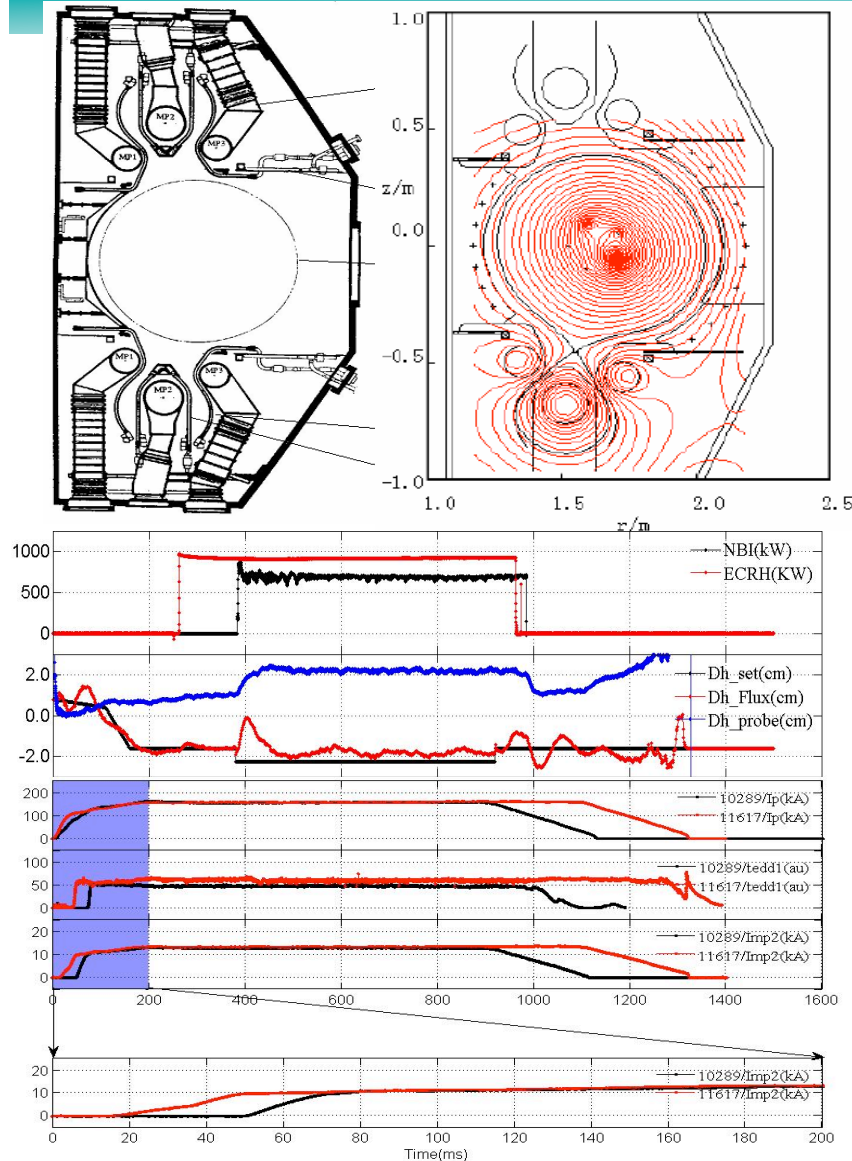 MP2
MP1
MP3
MP1
MP2
MP3
1.0
0.5
z/m
0.0
-0.5
-1.0
1.0
1.5
2.0
2.5
r/m
1000
500
0
NBI(kW)
ECRH(KW)
2.0
0.0
-2.0
Dh_set(cm)
Dh_Flux(cm)
Dh_probe(cm)
200
100
0
10289/Ip(kA)
11617/Ip(kA)
100
50
0
10289/tedd1(au)
11617/tedd1(au)
20
10
0
10289/Imp2(kA)
11617/Imp2(kA)
0 200 400 600 800 1000 1200 1400 1600
20
10
0
10289/Imp2(kA)
11617/Imp2(kA)
0 20 40 60 80 100 120 140 160 180 200
Time(ms)